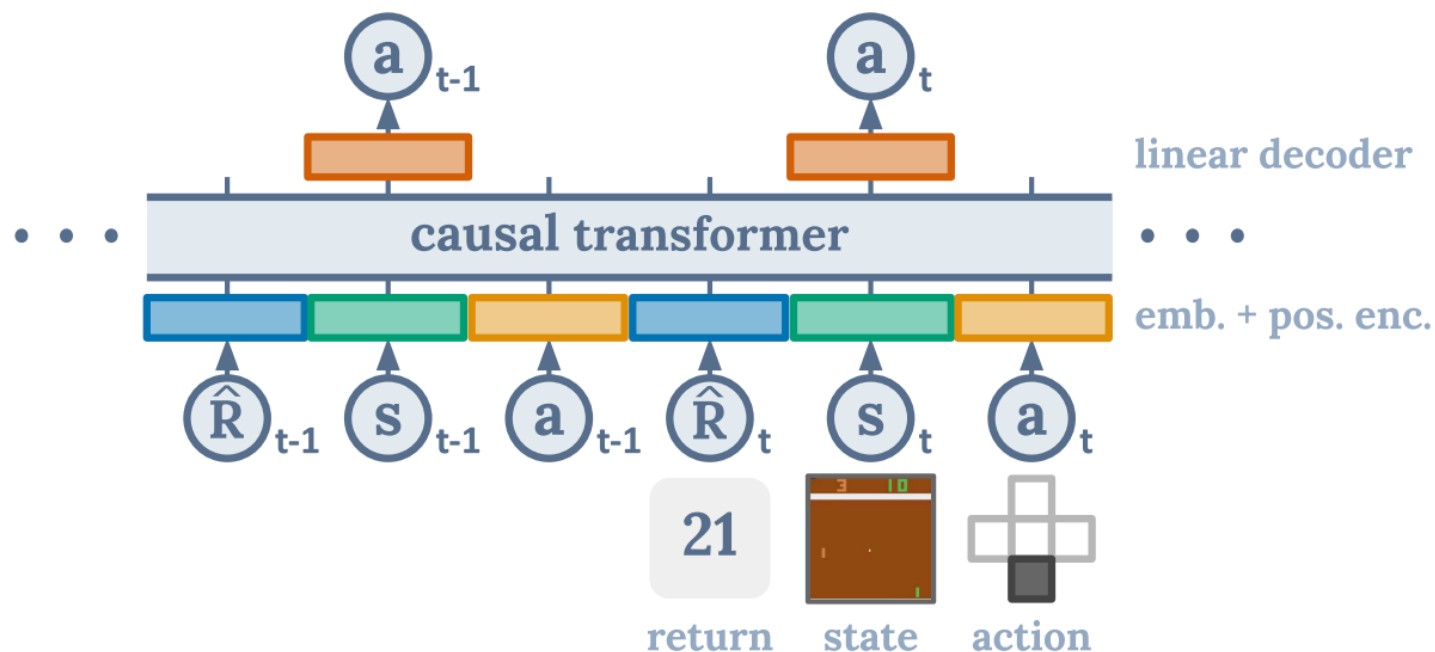 a t-1 a t
linear decoder
• • • causal transformer • • •
emb. + pos. enc.
R̂ t-1 s t-1 a t-1 R̂ t s t a t
3 10
21
return state action